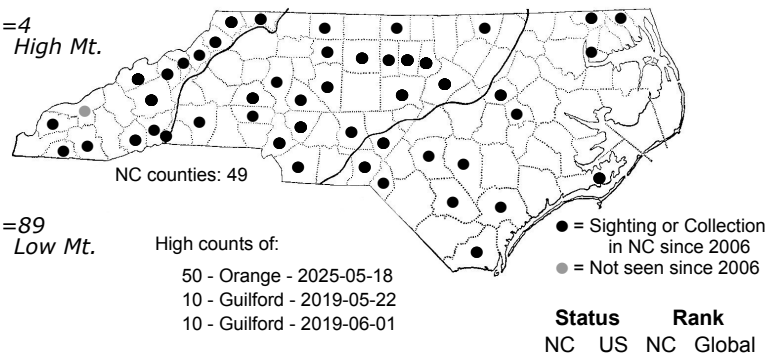 =4
High Mt.
NC counties: 49
=89
Low Mt.
High counts of:
50 - Orange - 2025-05-18
10 - Guilford - 2019-05-22
10 - Guilford - 2019-06-01
● = Sighting or Collection
in NC since 2006
● = Not seen since 2006
Status Rank
NC US NC Global